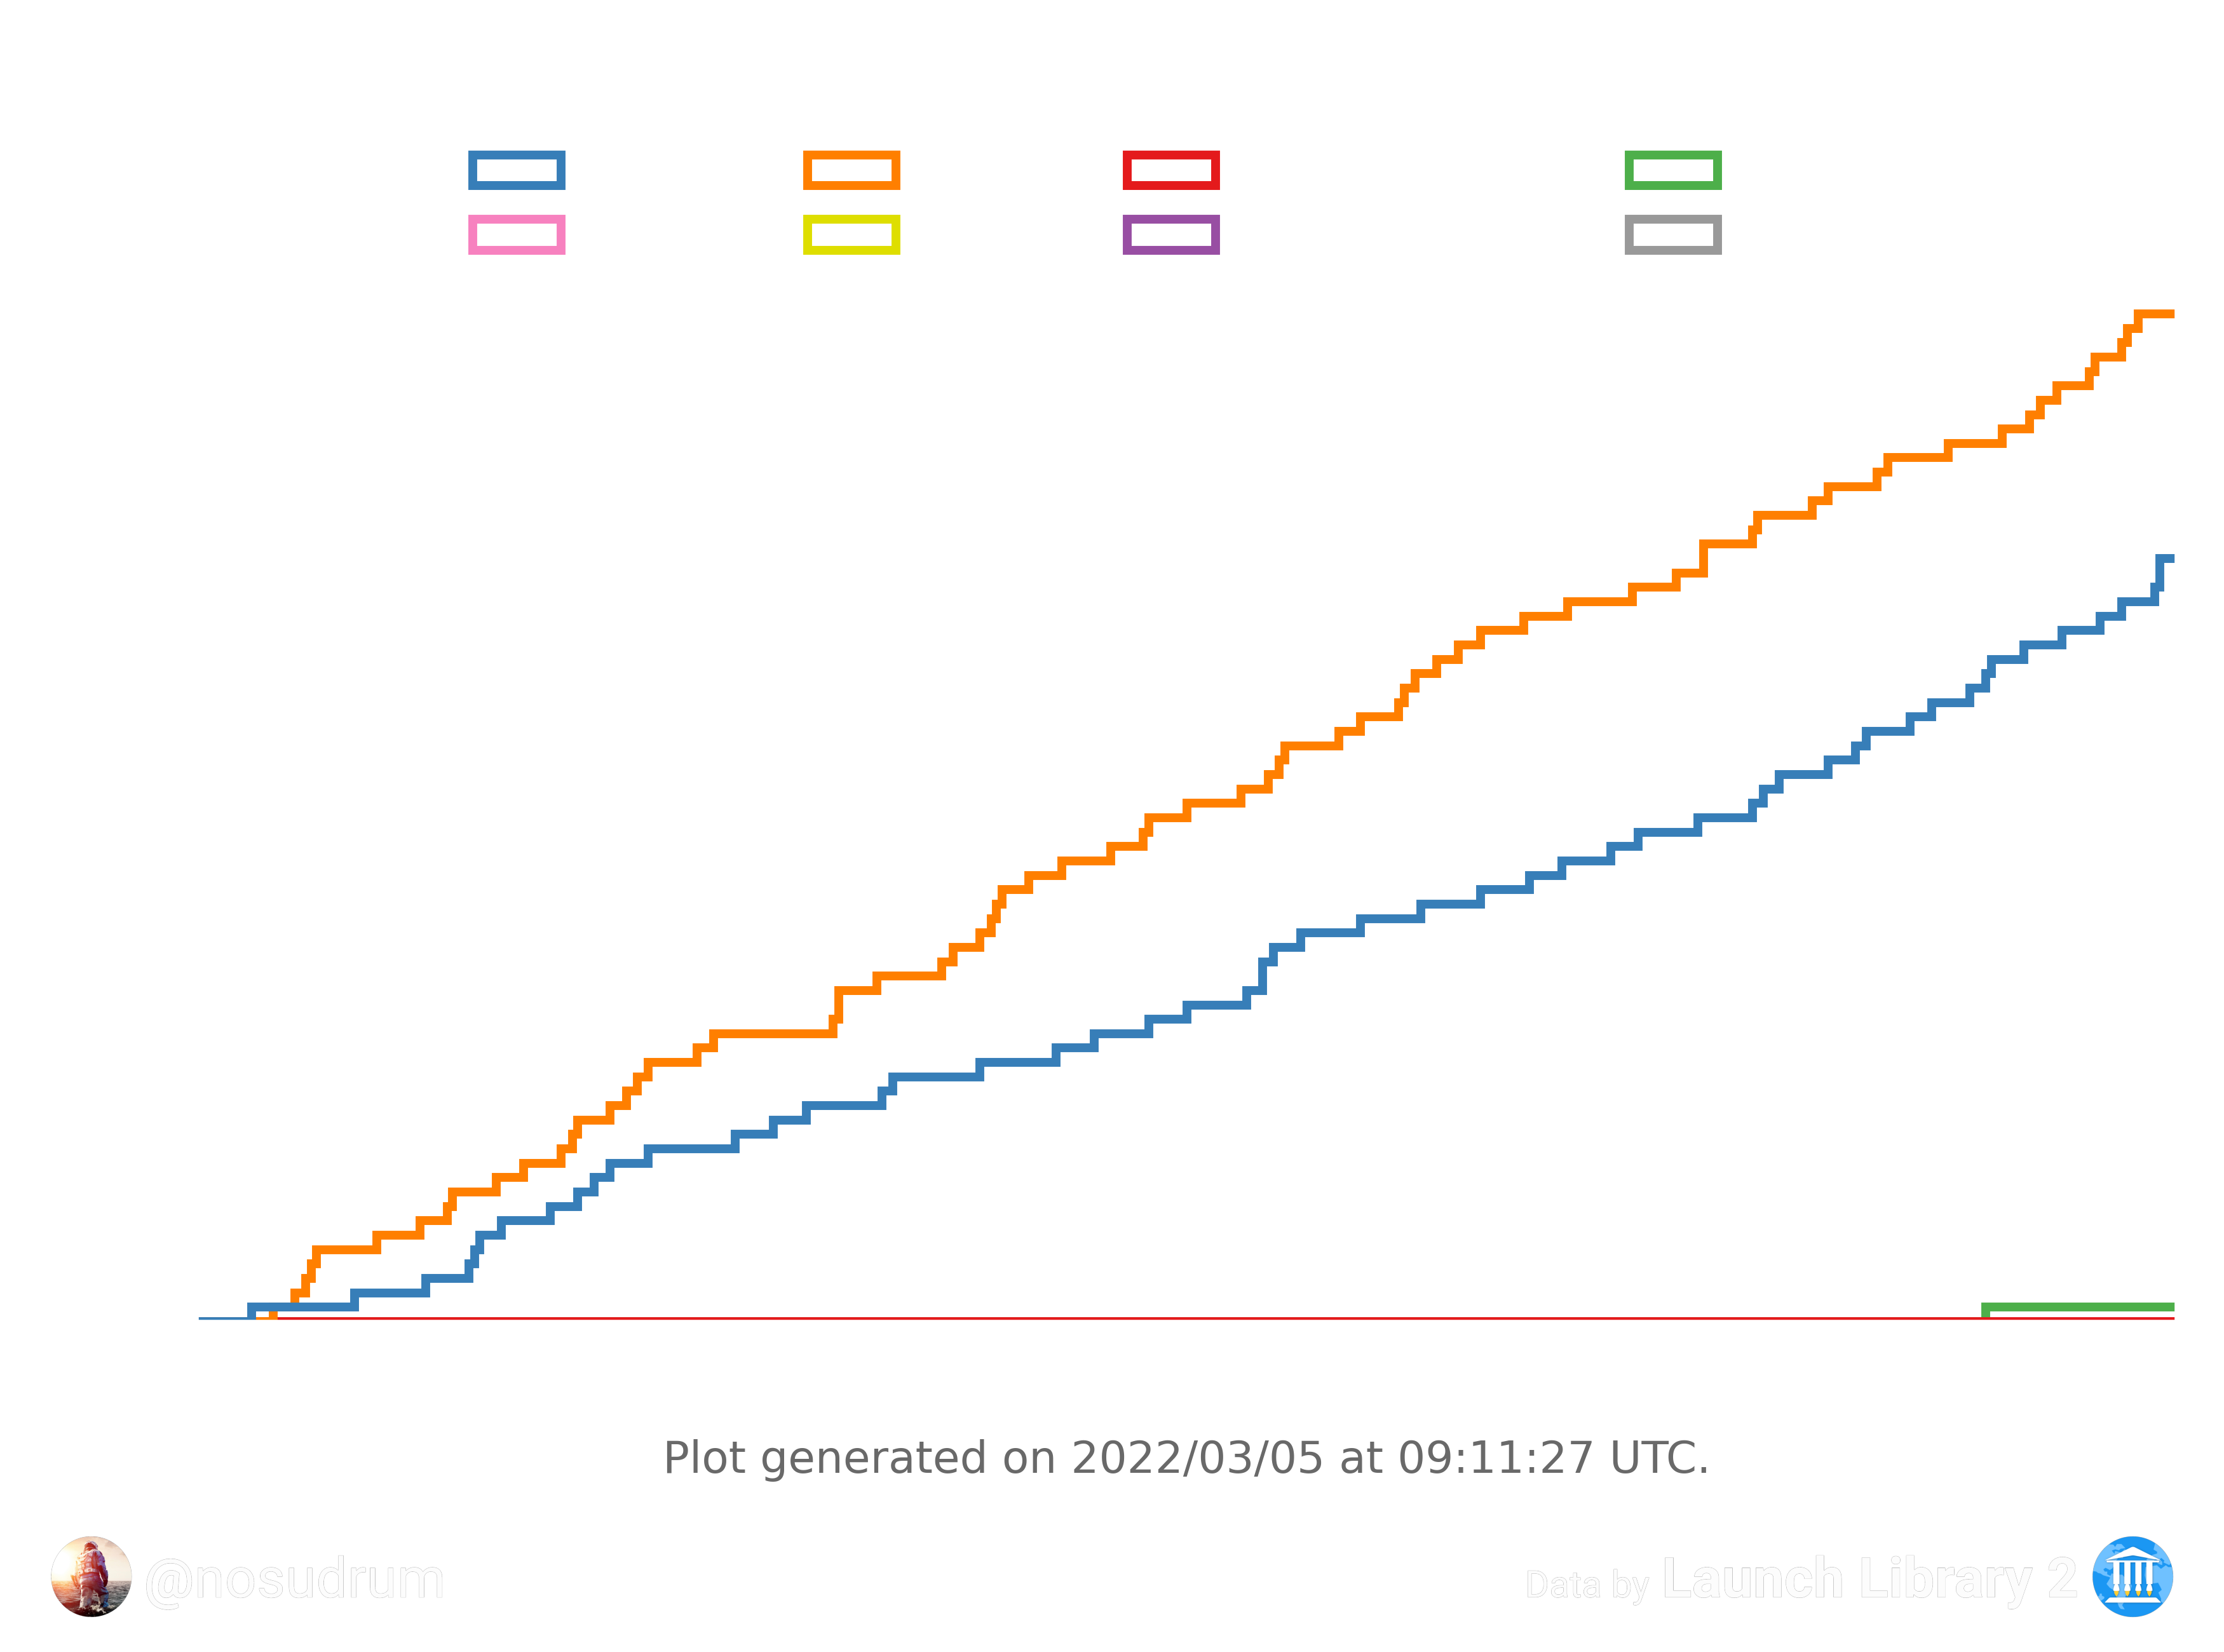 Plot generated on 2022/03/05 at 09:11:27 UTC.
@nosudrum
Data by Launch Library 2